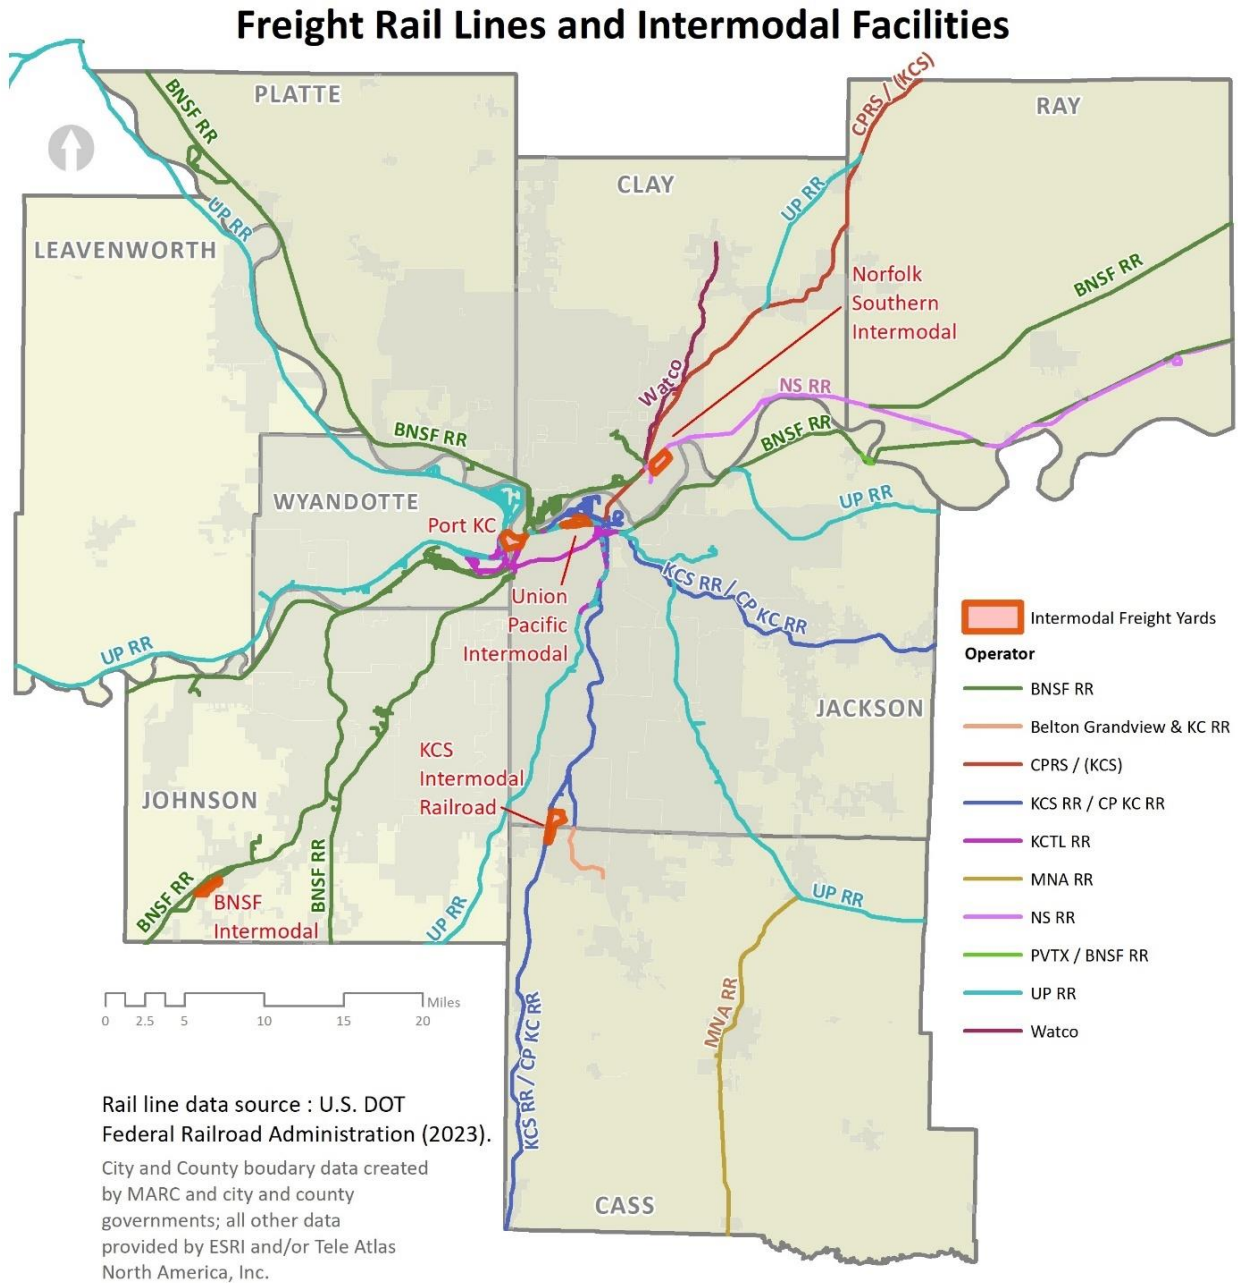 Freight Rail Lines and Intermodal Facilities
BNSF RR
PLATTE
CPRS / (KCS)
RAY
CLAY
UP RR
UP RR
LEAVENWORTH
BNSF RR
Norfolk
Southern
Intermodal
Watco
NS RR
BNSF RR
BNSF RR
WYANDOTTE
UP RR
Port KC
KCS RR / CP KC RR
Union
Pacific
Intermodal
UP RR
JACKSON
KCS
Intermodal
Railroad
JOHNSON
BNSF RR
BNSF RR
BNSF
Intermodal
UP RR
UP RR
KCS RR / CP KC RR
MNA RR
CASS
Intermodal Freight Yards
Operator
BNSF RR
Belton Grandview & KC RR
CPRS / (KCS)
KCS RR / CP KC RR
KCTL RR
MNA RR
NS RR
PVTX / BNSF RR
UP RR
Watco
Miles
0 2.5 5 10 15 20
Rail line data source : U.S. DOT
Federal Railroad Administration (2023).
City and County boudary data created
by MARC and city and county
governments; all other data
provided by ESRI and/or Tele Atlas
North America, Inc.